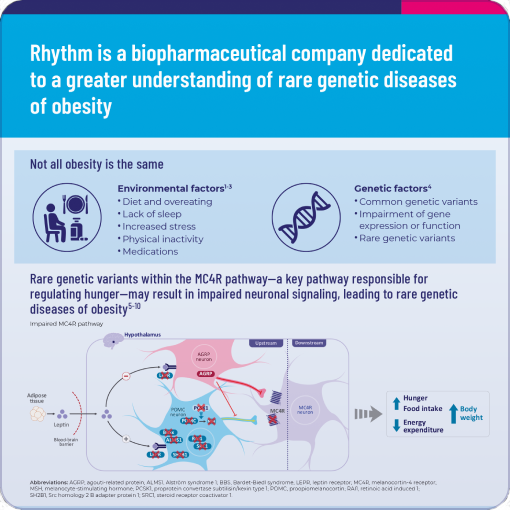 Rhythm is a biopharmaceutical company dedicated
to a greater understanding of rare genetic diseases
of obesity
Not all obesity is the same
Environmental factors1-3
• Diet and overeating
• Lack of sleep
• Increased stress
• Physical inactivity
• Medications
Genetic factors4
• Common genetic variants
• Impairment of gene
expression or function
• Rare genetic variants
Rare genetic variants within the MC4R pathway—a key pathway responsible for
regulating hunger—may result in impaired neuronal signaling, leading to rare genetic
diseases of obesity5-10
Impaired MC4R pathway
Hypothalamus
Upstream
Downstream
AGRP
neuron
AGRP
Adipose
tissue
Leptin
Blood brain
barrier
POMC
neuron
MC4R
MC4R
neuron
Hunger
Food intake
Energy
expenditure
Body
weight
Abbreviations: AGRP, agouti-related protein; ALMS1, Alström syndrome 1; BBS, Bardet-Biedl syndrome; LEPR, leptin receptor; MC4R, melanocortin-4 receptor;
MSH, melanocyte-stimulating hormone; PCSK1, proprotein convertase subtilisin/kexin type 1; POMC, proopiomelanocortin; RAI1, retinoic acid induced 1;
SH2B1, Src homology 2 B adapter protein 1; SRC1, steroid receptor coactivator 1.